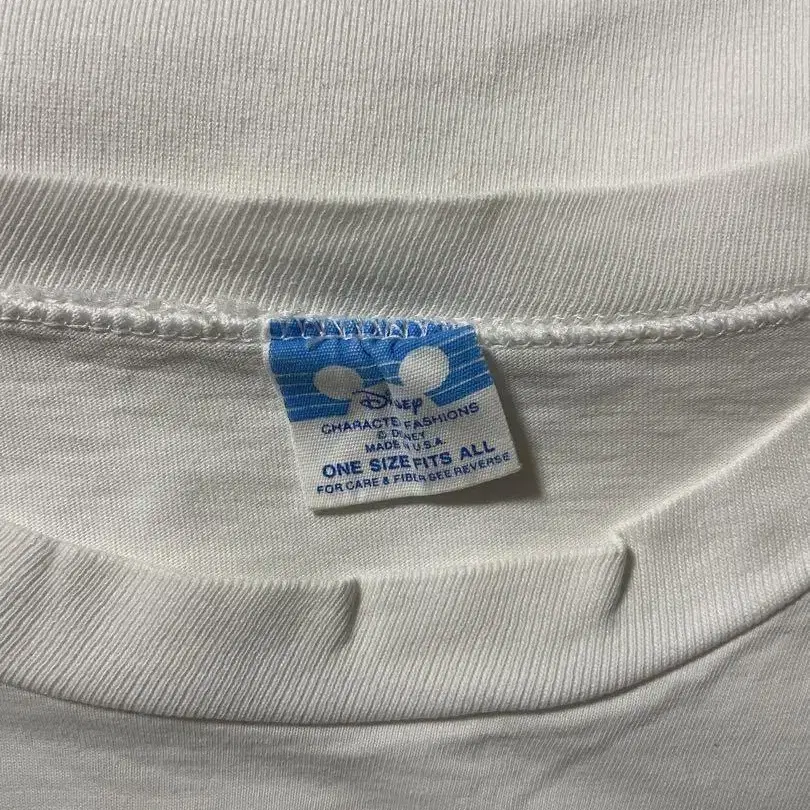 Disney
CHARACTE FASHIONS
© DISNEY
MADE IN U.S.A.
ONE SIZE FITS ALL
FOR CARE & FIBER SEE REVERSE